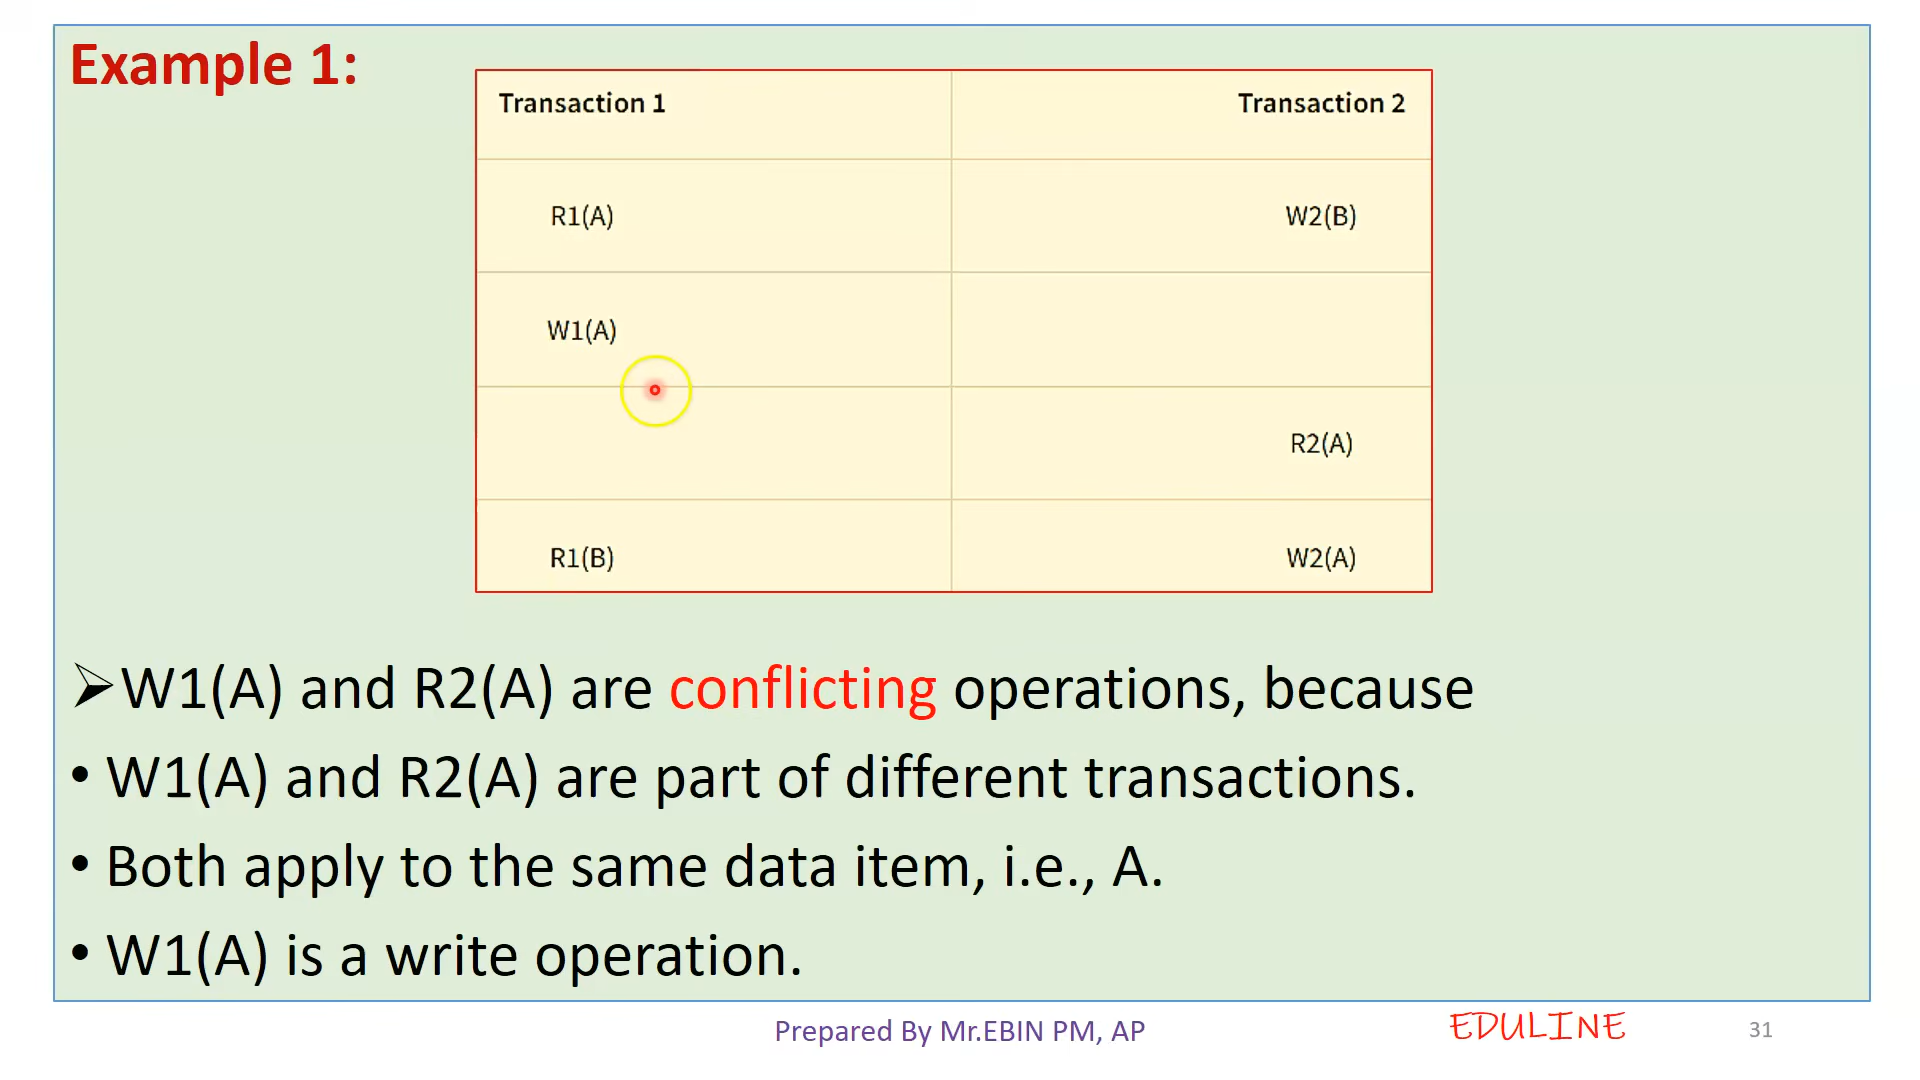 Example 1:
Transaction 1 Transaction 2
R1(A) W2(B)
W1(A)
R2(A)
R1(B) W2(A)
➢W1(A) and R2(A) are conflicting operations, because
• W1(A) and R2(A) are part of different transactions.
• Both apply to the same data item, i.e., A.
• W1(A) is a write operation.
Prepared By Mr.EBIN PM, AP EDULINE 31